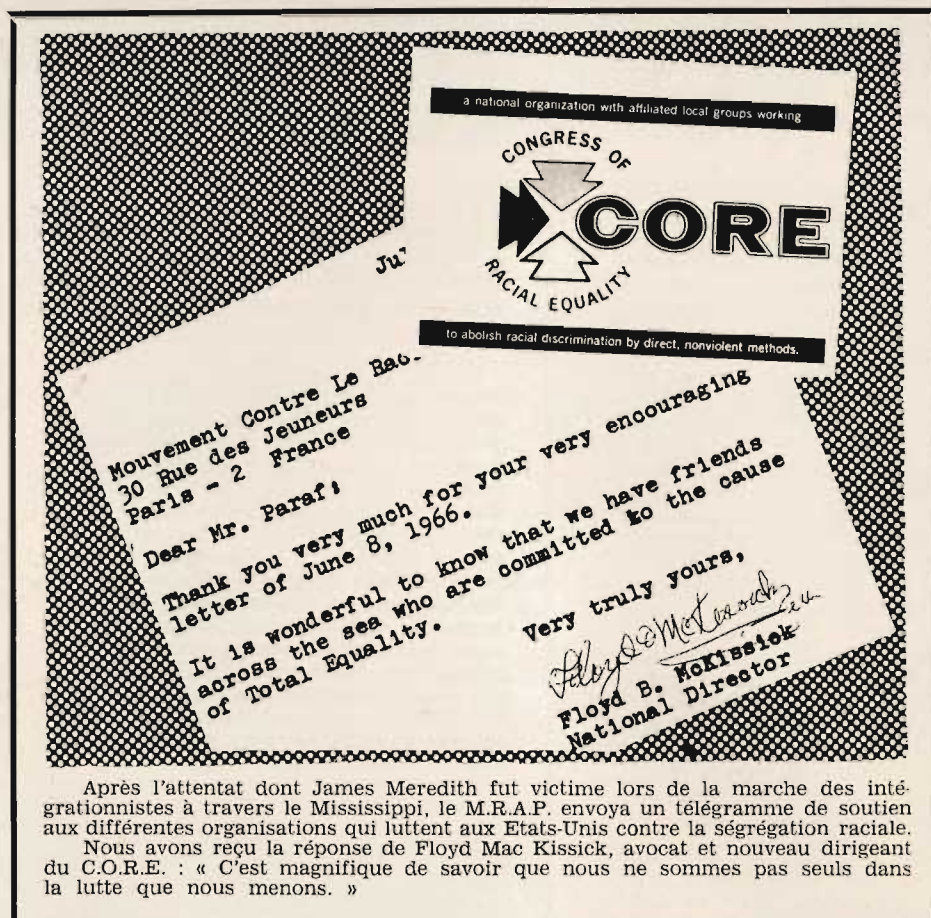 a national organization with affiliated local groups working
CONGRESS OF
CORE
RACIAL EQUALITY
to abolish racial discrimination by direct, nonviolent methods.
Mouvement Contre Le
30 Rue des Jeuneurs
Paris - 2 France
Dear Mr. Paraf:
Thank you very much for your very encouraging
letter of June 8, 1966.
It is wonderful to know that we have friends
across the sea who are committed to the cause
of Total Equality.
Very truly yours,
Floyd B. McKissick
National Director
Après l'attentat dont James Meredith fut victime lors de la marche des inté-
grationnistes à travers le Mississippi, le M.R.A.P. envoya un télégramme de soutien
aux différentes organisations qui luttent aux Etats-Unis contre la ségrégation raciale.
Nous avons reçu la réponse de Floyd Mac Kissick, avocat et nouveau dirigeant
du C.O.R.E. : « C'est magnifique de savoir que nous ne sommes pas seuls dans
la lutte que nous menons. »